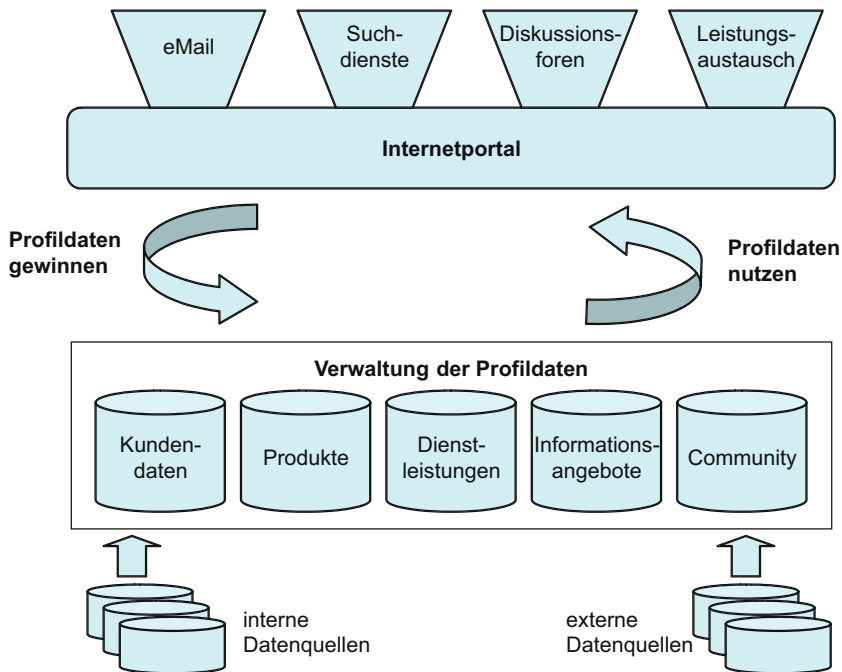 eMail
Such-
dienste
Diskussions-
foren
Leistungs-
austausch
Internetportal
Profildaten
gewinnen
Profildaten
nutzen
Verwaltung der Profildaten
Kunden-
daten
Produkte
Dienst-
leistungen
Informations-
angebote
Community
interne
Datenquellen
externe
Datenquellen